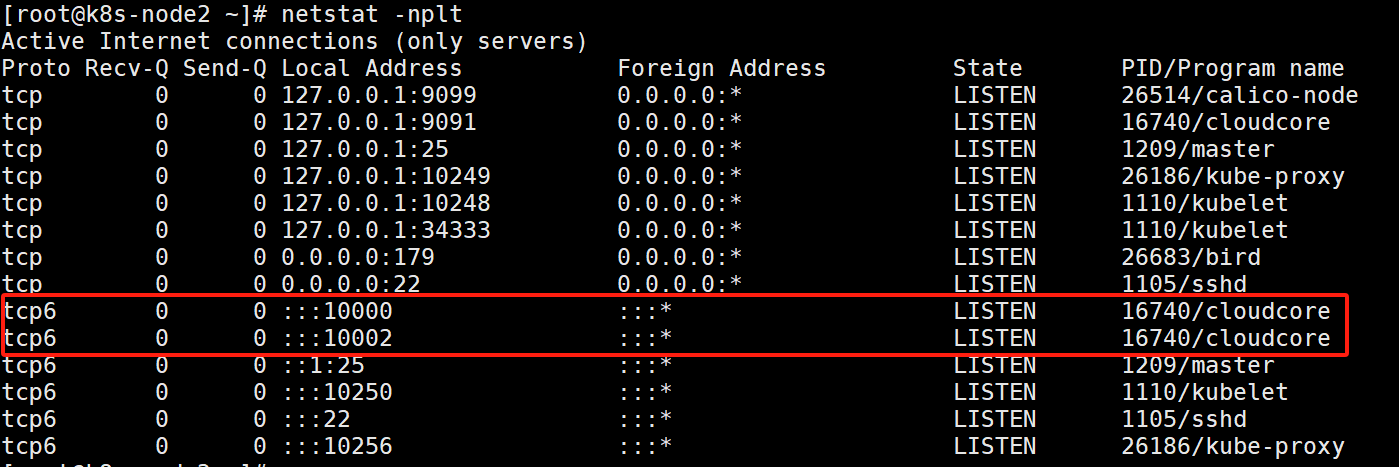 [root@k8s-node2 ~]# netstat -nplt
Active Internet connections (only servers)
Proto Recv-Q Send-Q Local Address           Foreign Address         State       PID/Program name
tcp        0      0 127.0.0.1:9099          0.0.0.0:*               LISTEN      26514/calico-node
tcp        0      0 127.0.0.1:9091          0.0.0.0:*               LISTEN      16740/cloudcore
tcp        0      0 127.0.0.1:25            0.0.0.0:*               LISTEN      1209/master
tcp        0      0 127.0.0.1:10249         0.0.0.0:*               LISTEN      26186/kube-proxy
tcp        0      0 127.0.0.1:10248         0.0.0.0:*               LISTEN      1110/kubelet
tcp        0      0 127.0.0.1:34333         0.0.0.0:*               LISTEN      1110/kubelet
tcp        0      0 0.0.0.0:179             0.0.0.0:*               LISTEN      26683/bird
tcp        0      0 0.0.0.0:22              0.0.0.0:*               LISTEN      1105/sshd
tcp6       0      0 :::10000                :::*                    LISTEN      16740/cloudcore
tcp6       0      0 :::10002                :::*                    LISTEN      16740/cloudcore
tcp6       0      0 ::1:25                  :::*                    LISTEN      1209/master
tcp6       0      0 :::10250                :::*                    LISTEN      1110/kubelet
tcp6       0      0 :::22                   :::*                    LISTEN      1105/sshd
tcp6       0      0 :::10256                :::*                    LISTEN      26186/kube-proxy